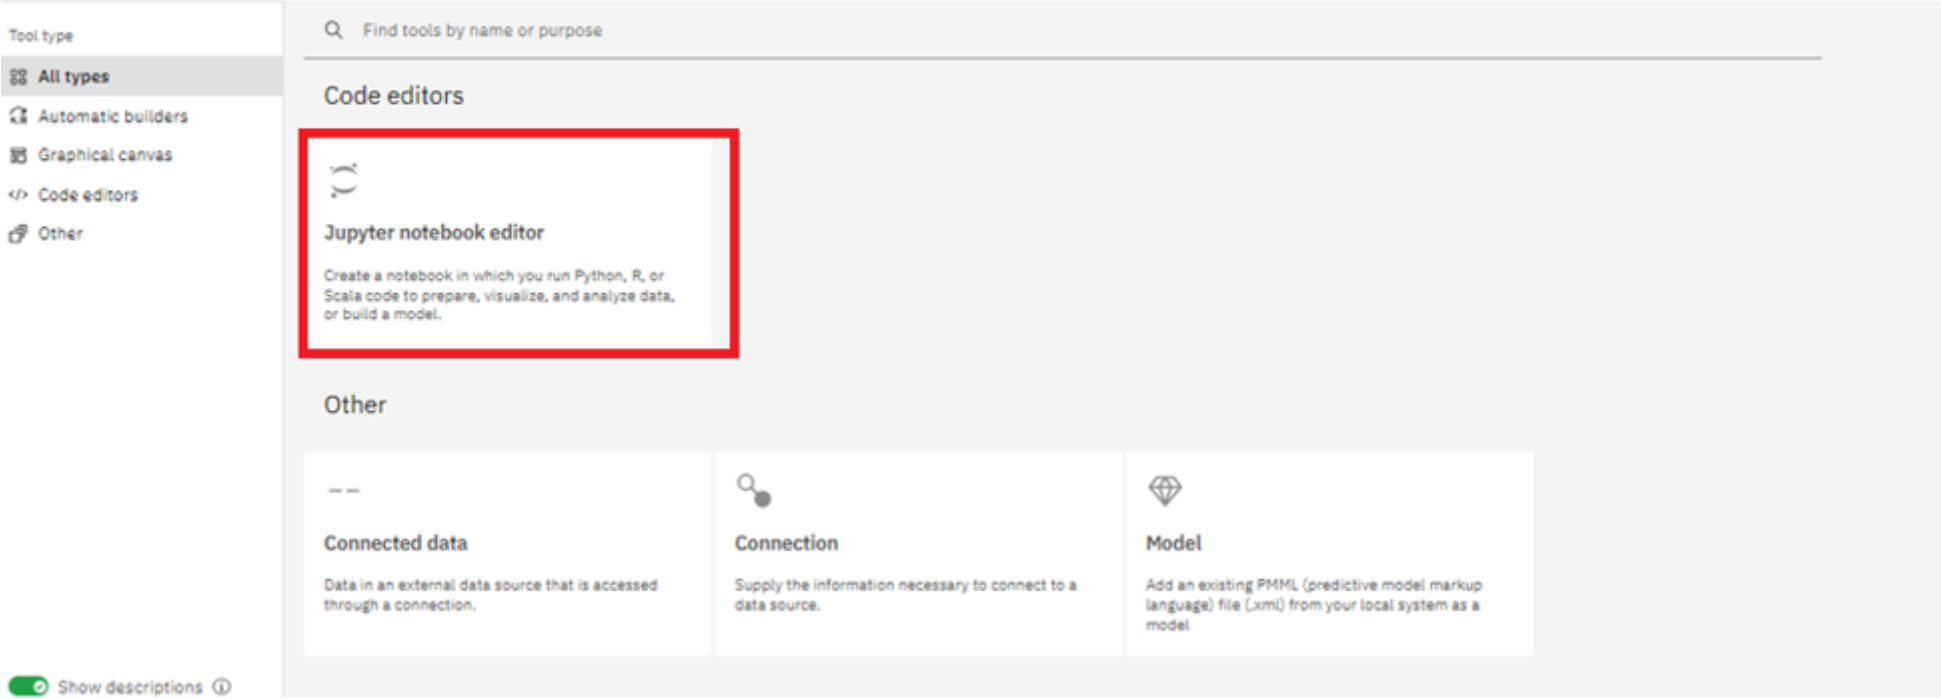 Tool type
All types
Automatic builders
Graphical canvas
Code editors
Other
Show descriptions
Find tools by name or purpose
Code editors
Jupyter notebook editor
Create a notebook in which you run Python, R, or
Scala code to prepare, visualize, and analyze data,
or build a model.
Other
Connected data
Data in an external data source that is accessed
through a connection.
Connection
Supply the information necessary to connect to a
data source.
Model
Add an existing PMML (predictive model markup
language) file (.xml) from your local system as a
model